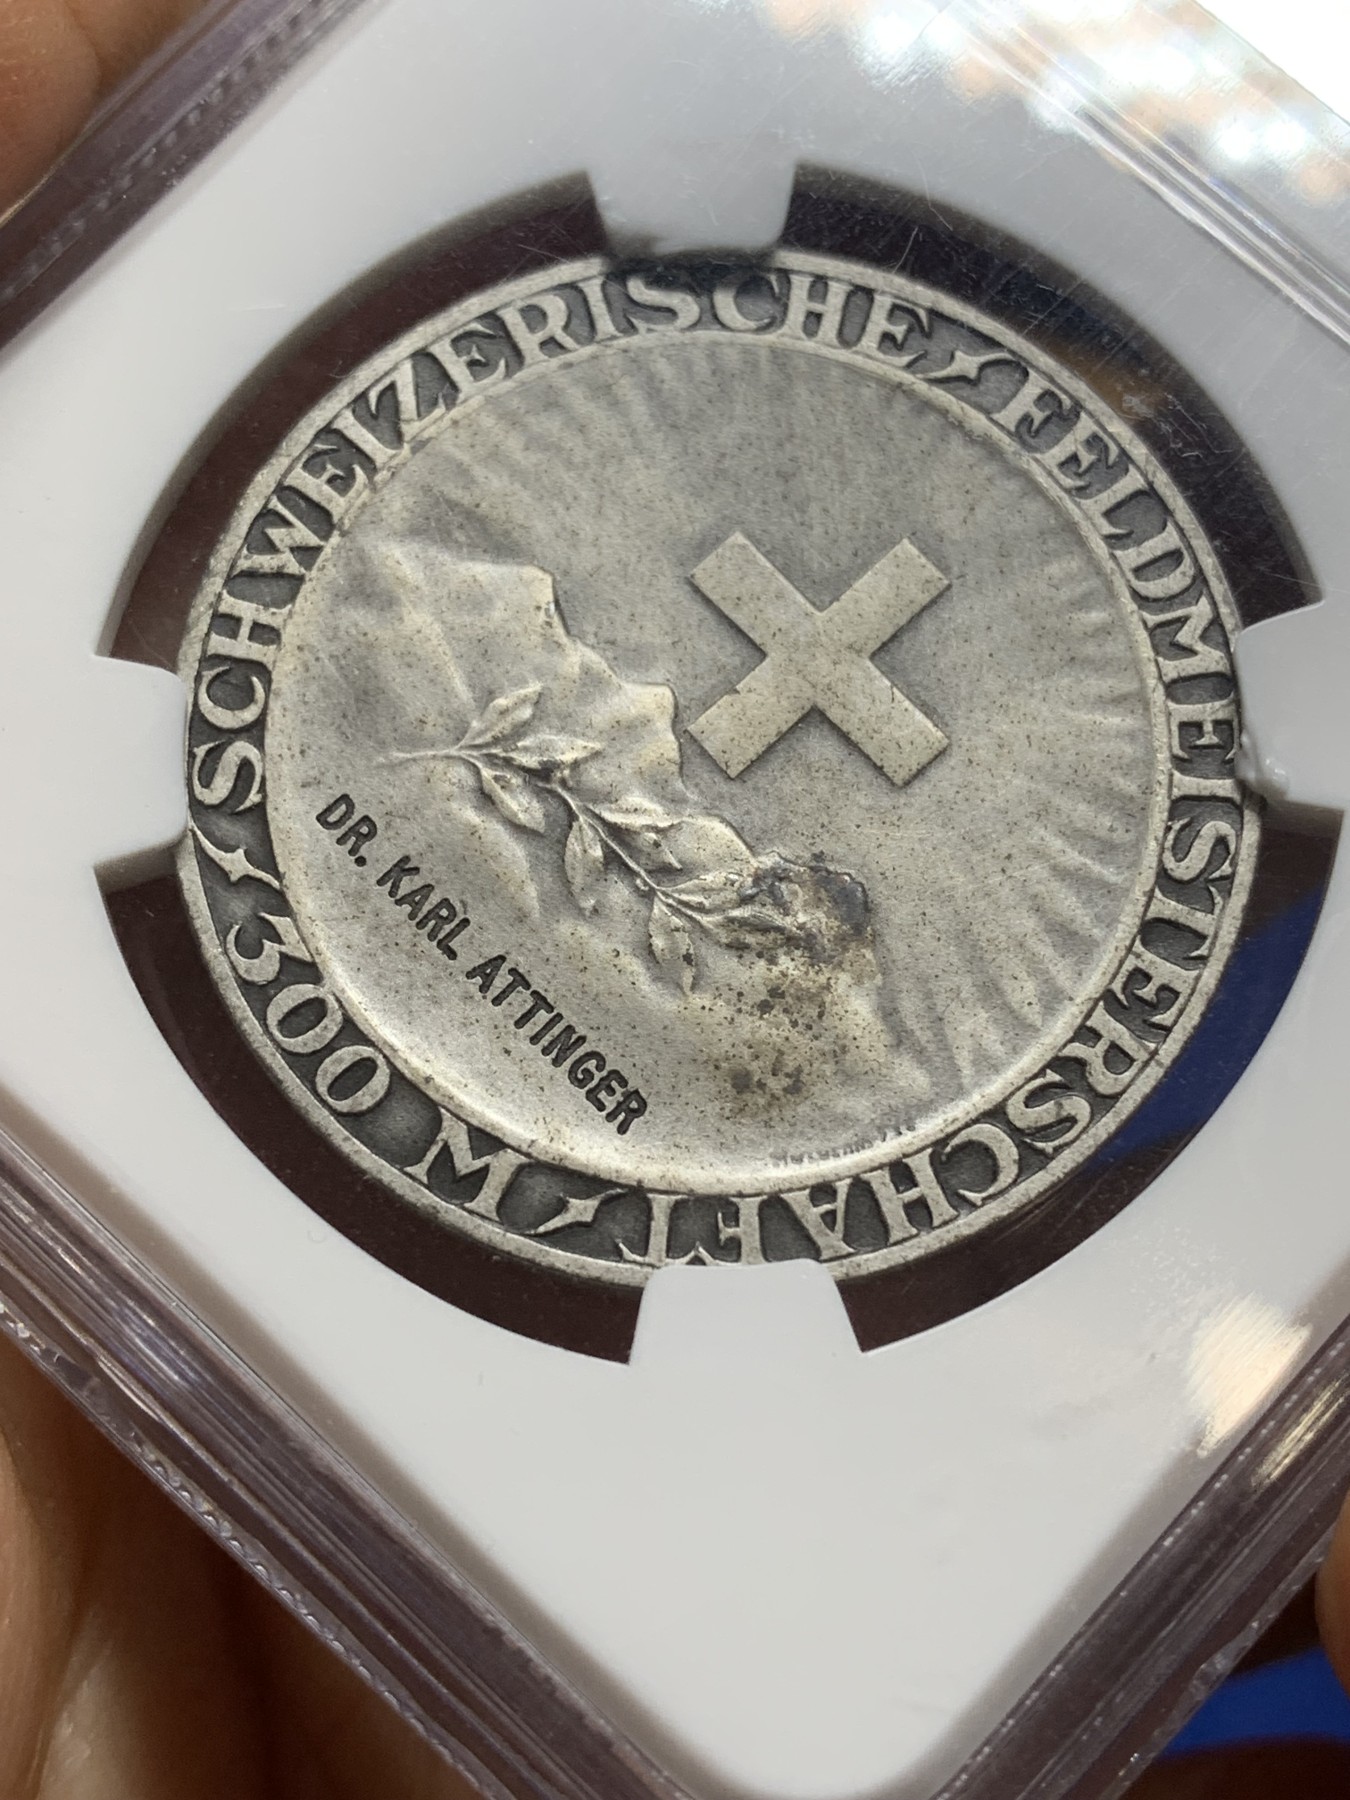 SCHWEIZERISCHE FELDMEISTERSCHAFT
300 M
DR. KARL ATTINGER